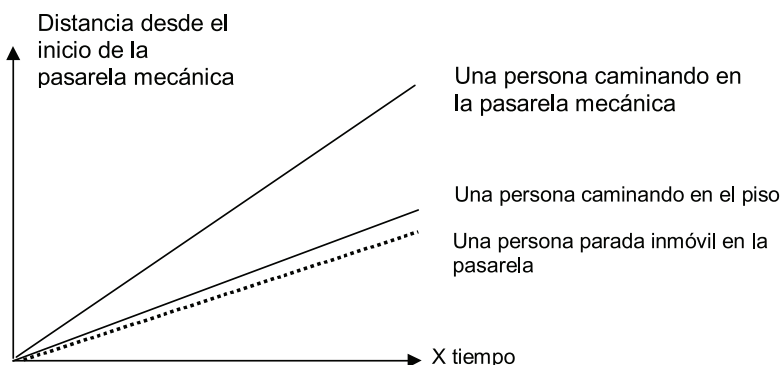 Distancia desde el
inicio de la
pasarela mecánica
Una persona caminando en
la pasarela mecánica
Una persona caminando en el piso
Una persona parada inmóvil en la
pasarela
X tiempo